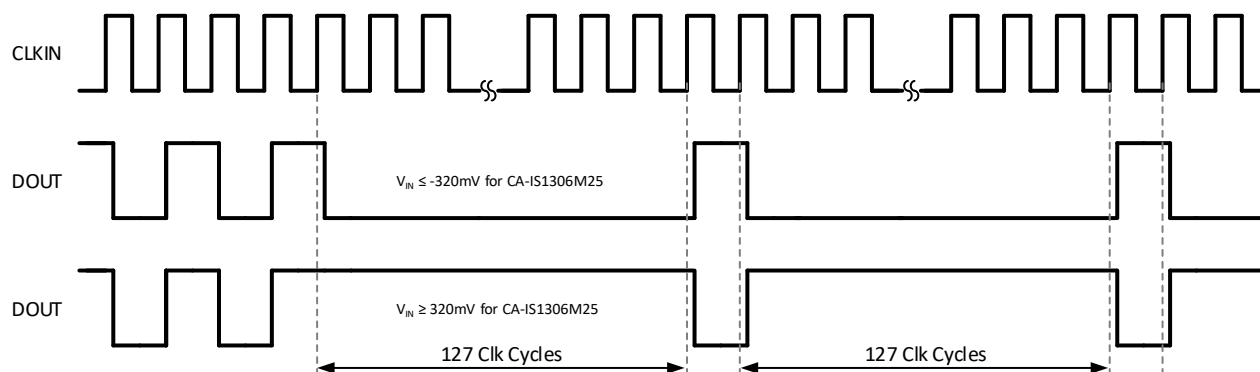 CLKIN
DOUT
V_IN ≤ -320mV for CA-IS1306M25
DOUT
V_IN ≥ 320mV for CA-IS1306M25
127 Clk Cycles
127 Clk Cycles